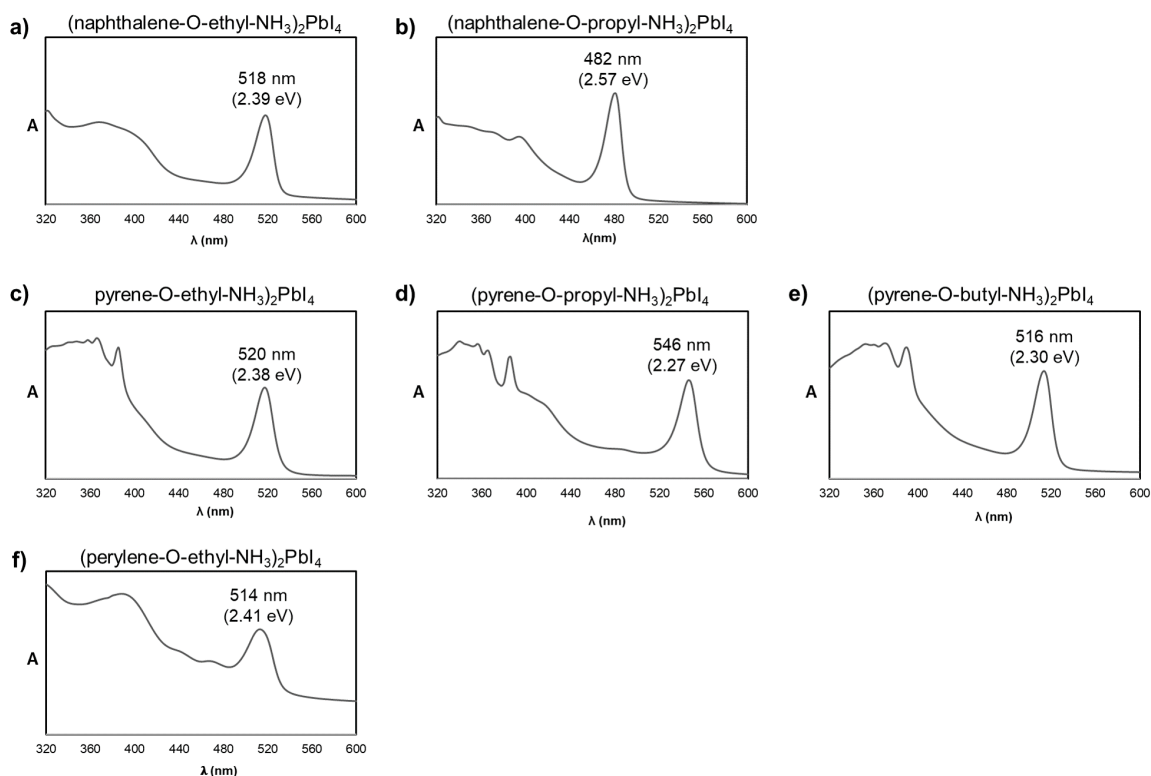 a)
(naphthalene-O-ethyl-NH3)2PbI4
518 nm
(2.39 eV)
A
320 360 400 440 480 520 560 600
λ (nm)
b)
(naphthalene-O-propyl-NH3)2PbI4
482 nm
(2.57 eV)
A
320 360 400 440 480 520 560 600
λ(nm)
c)
pyrene-O-ethyl-NH3)2PbI4
520 nm
(2.38 eV)
A
320 360 400 440 480 520 560 600
λ (nm)
d)
(pyrene-O-propyl-NH3)2PbI4
546 nm
(2.27 eV)
A
320 360 400 440 480 520 560 600
λ (nm)
e)
(pyrene-O-butyl-NH3)2PbI4
516 nm
(2.30 eV)
A
320 360 400 440 480 520 560 600
λ (nm)
f)
(perylene-O-ethyl-NH3)2PbI4
514 nm
(2.41 eV)
A
320 360 400 440 480 520 560 600
λ (nm)